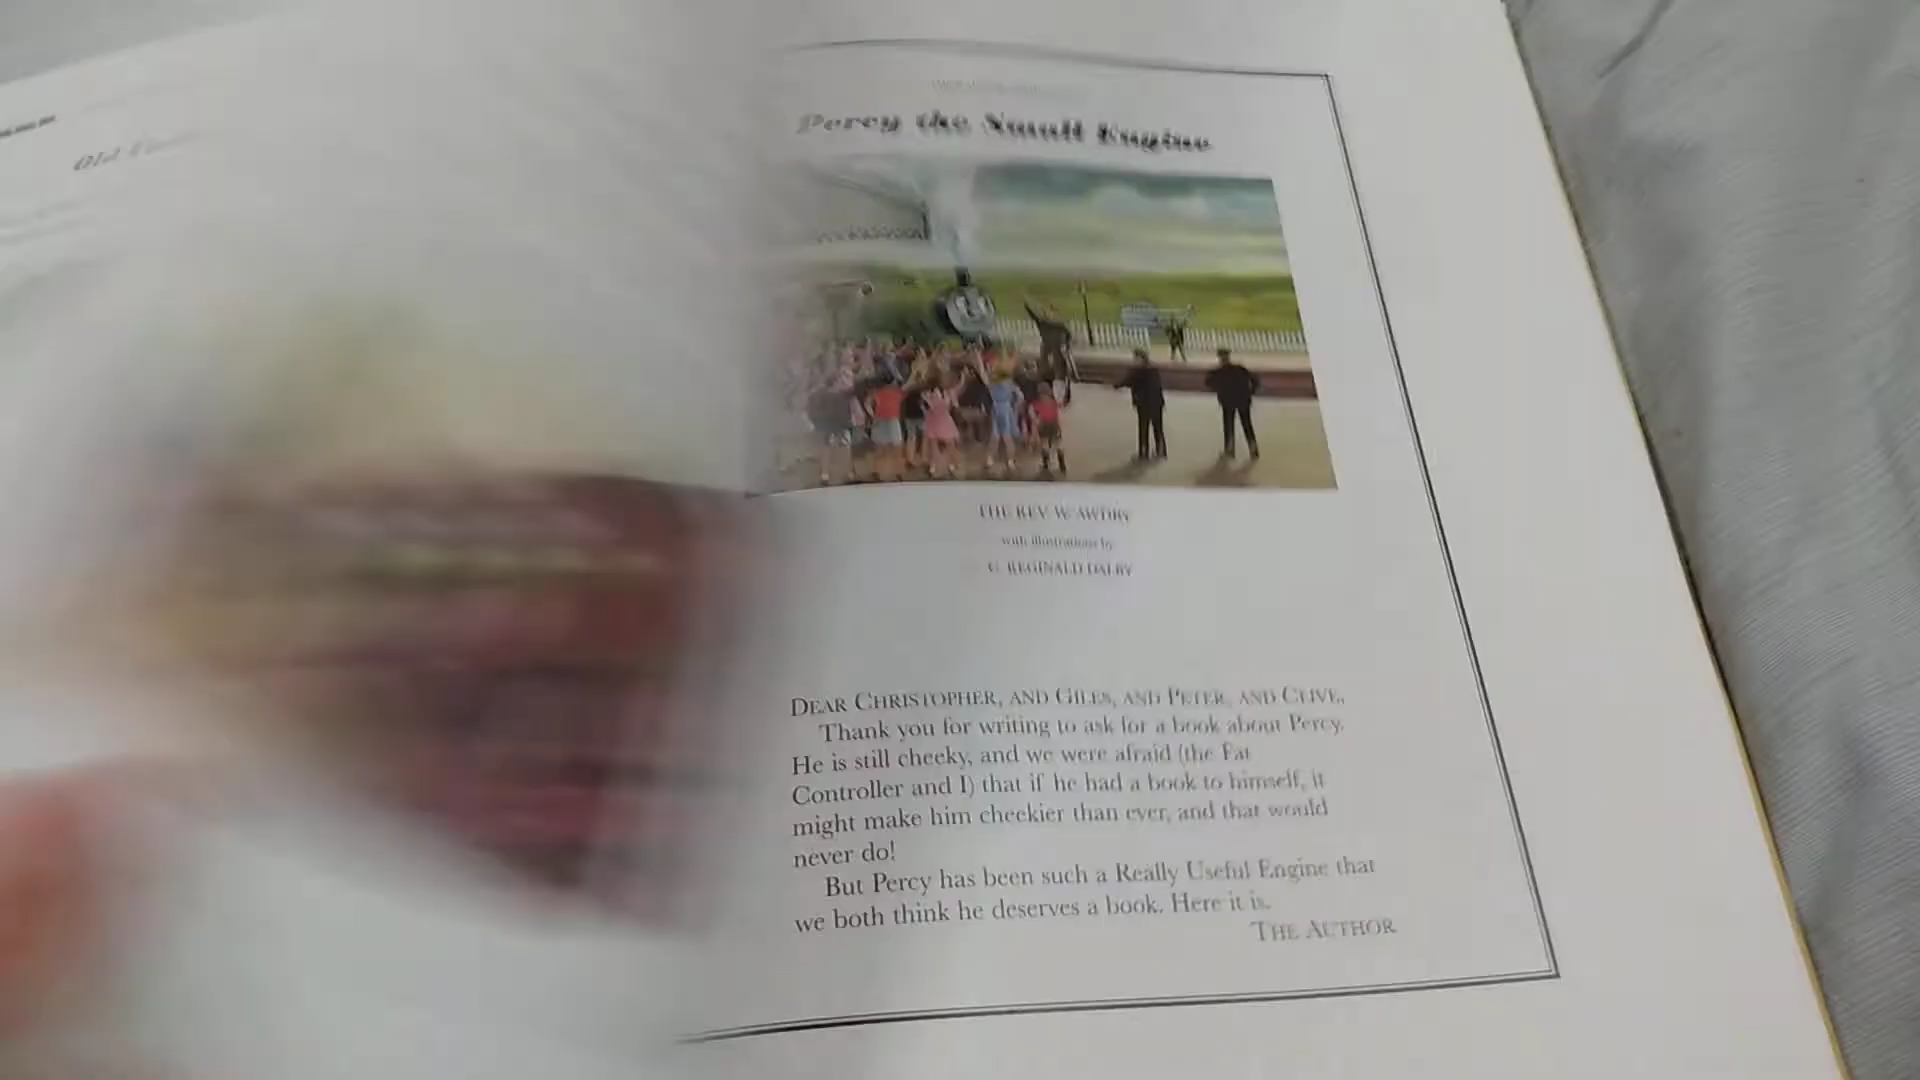 Old
Percy the Small Engine
THE REV. W. AWDRY
with illustrations by
C. REGINALD DALBY
DEAR CHRISTOPHER, AND GILES, AND PETER, AND CLIVE,
Thank you for writing to ask for a book about Percy.
He is still cheeky, and we were afraid (the Fat
Controller and I) that if he had a book to himself, it
might make him cheekier than ever, and that would
never do!
But Percy has been such a Really Useful Engine that
we both think he deserves a book. Here it is.
THE AUTHOR